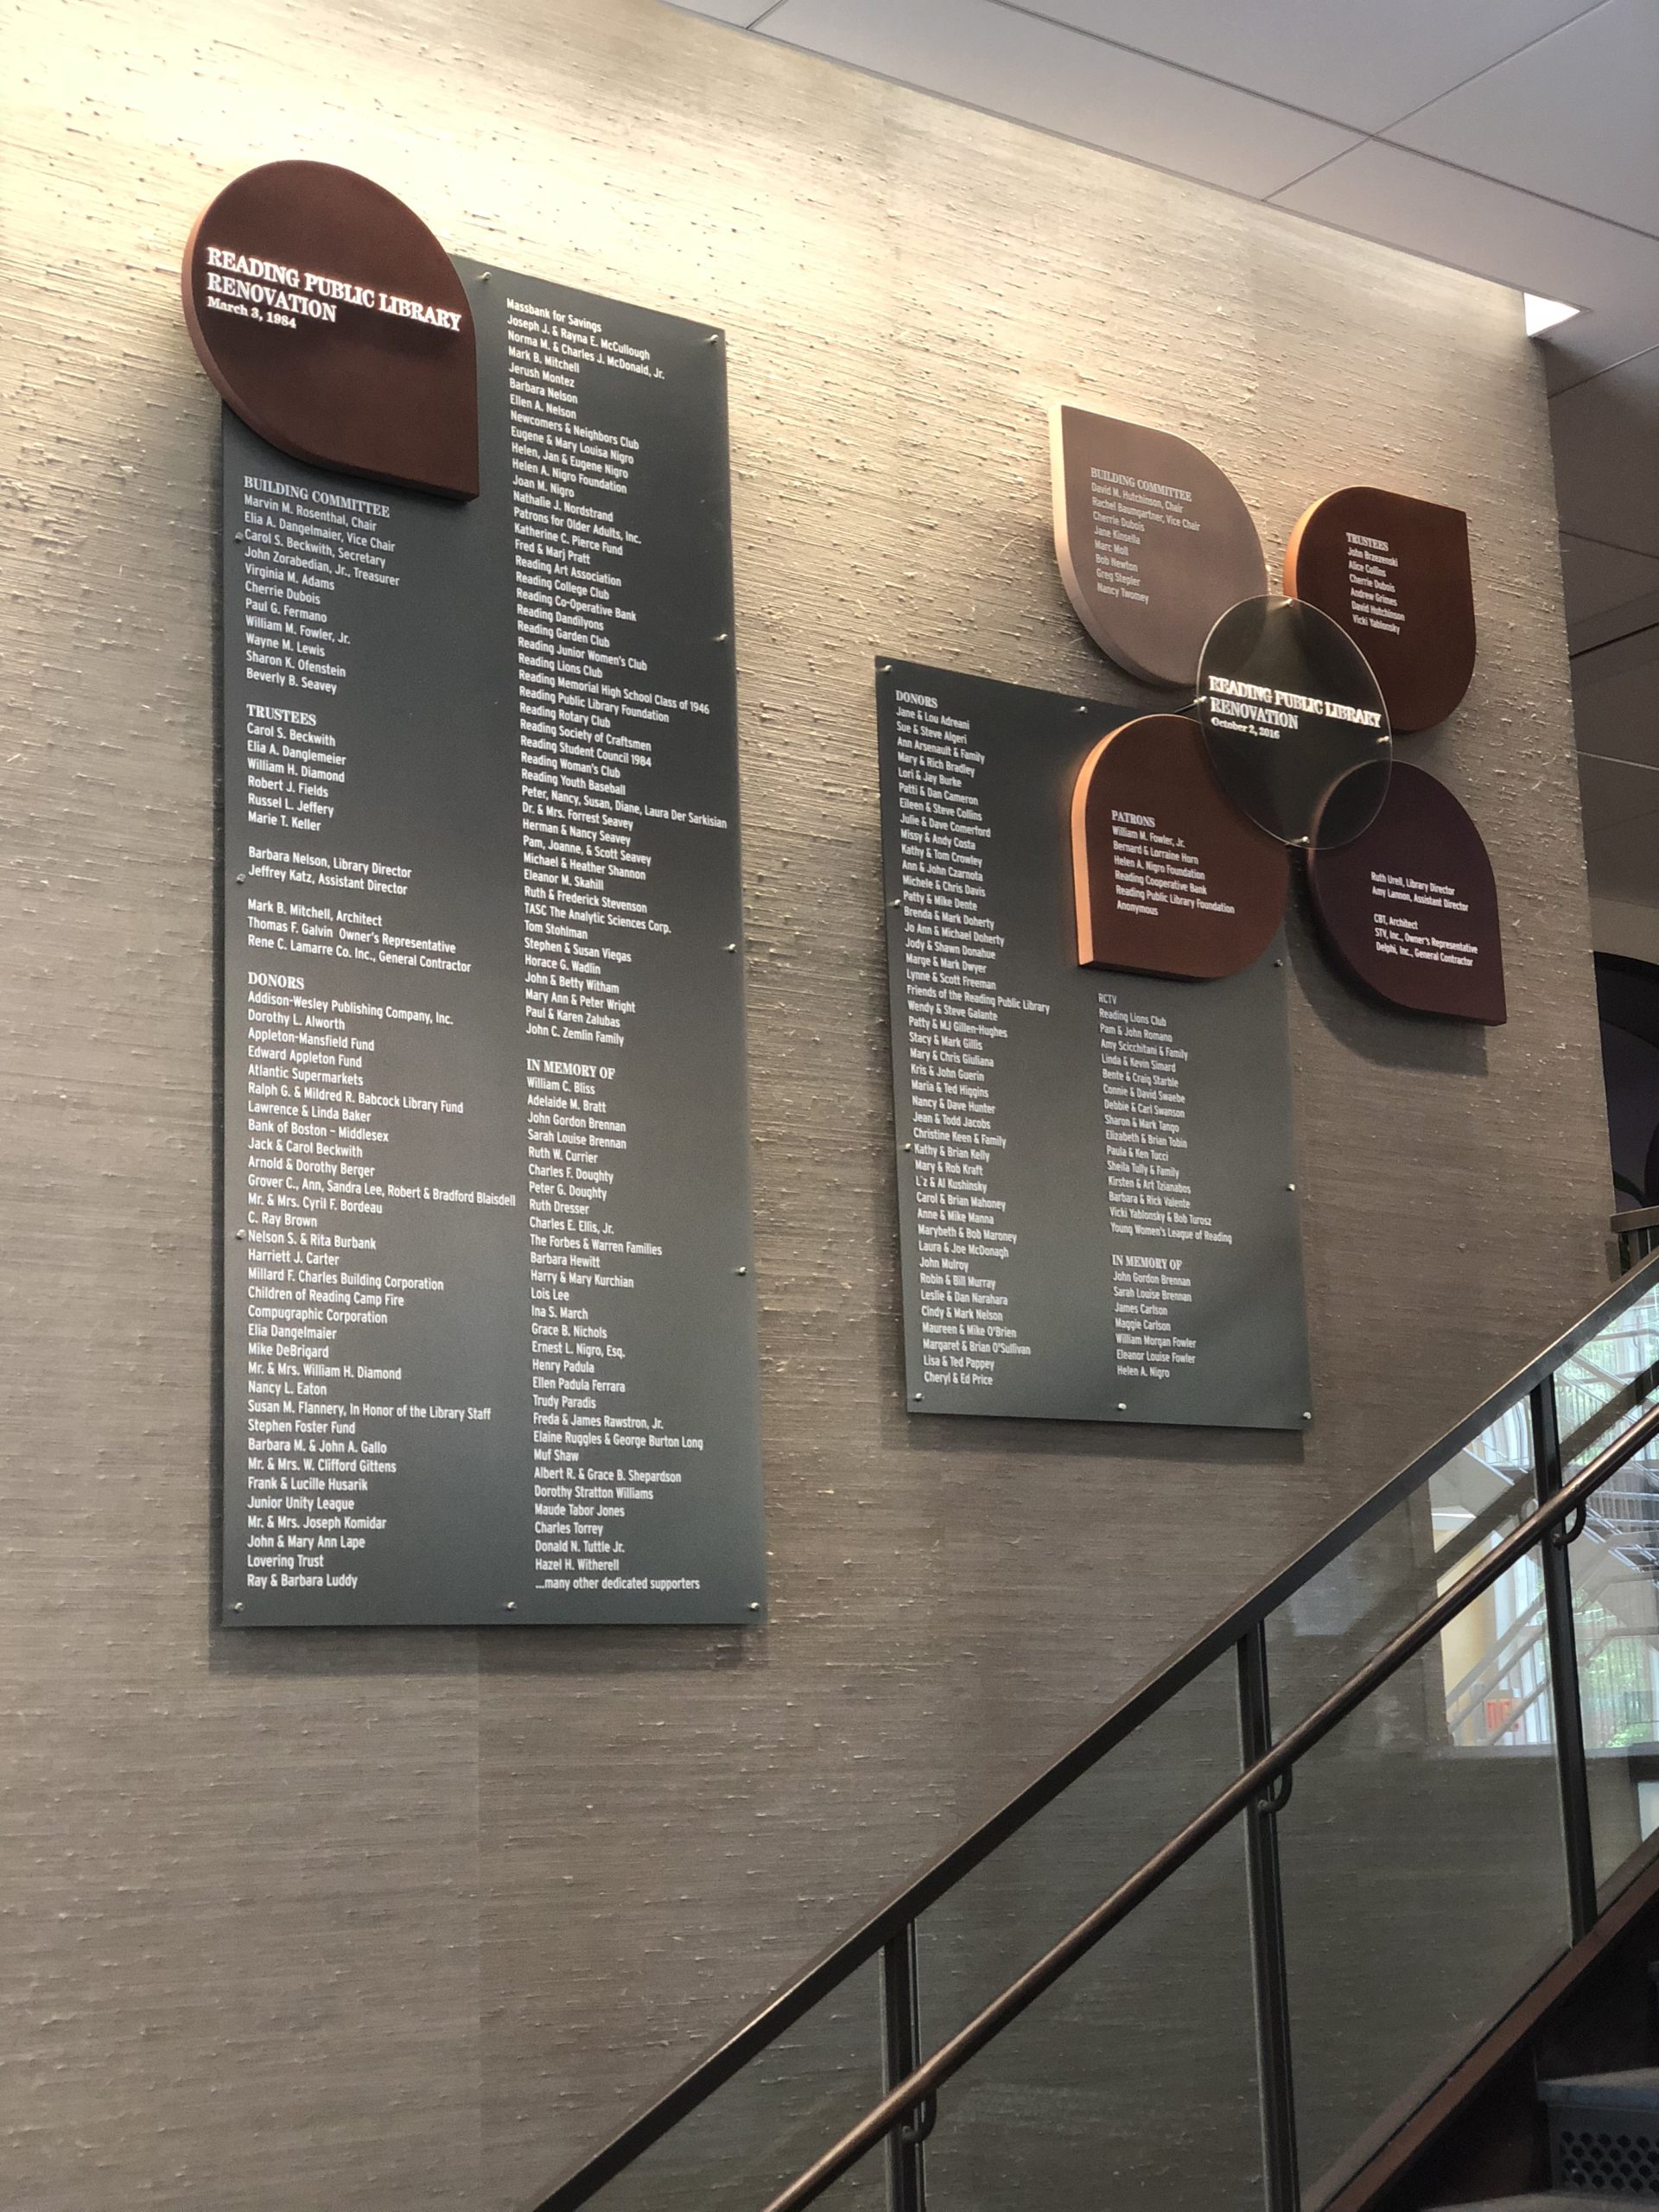 READING PUBLIC LIBRARY
RENOVATION
March 3, 1984
BUILDING COMMITTEE
Marvin M. Rosenthal, Chair
Elia A. Dangelmaier, Vice Chair
Carol S. Beckwith, Secretary
John Zorabedian, Jr., Treasurer
Virginia M. Adams
Cherrie Dubois
Paul G. Fermano
William M. Fowler, Jr.
Wayne M. Lewis
Sharon K. Ofenstein
Beverly B. Seavey
TRUSTEES
Carol S. Beckwith
Elia A. Danglemeier
William H. Diamond
Robert J. Fields
Russel L. Jeffery
Marie T. Keller
Barbara Nelson, Library Director
Jeffrey Katz, Assistant Director
Mark B. Mitchell, Architect
Thomas F. Galvin Owner's Representative
Rene C. Lamarre Co. Inc., General Contractor
DONORS
Addison-Wesley Publishing Company, Inc.
Dorothy L. Alworth
Appleton-Mansfield Fund
Edward Appleton Fund
Atlantic Supermarkets
Ralph G. & Mildred R. Babcock Library Fund
Lawrence & Linda Baker
Bank of Boston – Middlesex
Jack & Carol Beckwith
Arnold & Dorothy Berger
Grover C., Ann, Sandra Lee, Robert & Bradford Blaisdell
Mr. & Mrs. Cyril F. Bordeau
C. Ray Brown
Nelson S. & Rita Burbank
Harriett J. Carter
Millard F. Charles Building Corporation
Children of Reading Camp Fire
Compugraphic Corporation
Elia Dangelmaier
Mike DeBrigard
Mr. & Mrs. William H. Diamond
Nancy L. Eaton
Susan M. Flannery, In Honor of the Library Staff
Stephen Foster Fund
Barbara M. & John A. Gallo
Mr. & Mrs. W. Clifford Gittens
Frank & Lucille Husarik
Junior Unity League
Mr. & Mrs. Joseph Komidar
John & Mary Ann Lape
Lovering Trust
Ray & Barbara Luddy
Massbank for Savings
Joseph J. & Rayna E. McCullough
Norma M. & Charles J. McDonald, Jr.
Mark B. Mitchell
Jerush Montez
Barbara Nelson
Ellen A. Nelson
Newcomers & Neighbors Club
Eugene & Mary Louisa Nigro
Helen, Jan & Eugene Nigro
Helen A. Nigro Foundation
Joan M. Nigro
Nathalie J. Nordstrand
Patrons for Older Adults, Inc.
Katherine C. Pierce Fund
Fred & Marj Pratt
Reading Art Association
Reading College Club
Reading Co-Operative Bank
Reading Dandilyons
Reading Garden Club
Reading Junior Women's Club
Reading Lions Club
Reading Memorial High School Class of 1946
Reading Public Library Foundation
Reading Rotary Club
Reading Society of Craftsmen
Reading Student Council 1984
Reading Woman's Club
Reading Youth Baseball
Peter, Nancy, Susan, Diane, Laura Der Sarkisian
Dr. & Mrs. Forrest Seavey
Herman & Nancy Seavey
Pam, Joanne, & Scott Seavey
Michael & Heather Shannon
Eleanor M. Skahill
Ruth & Frederick Stevenson
TASC The Analytic Sciences Corp.
Tom Stohlman
Stephen & Susan Viegas
Horace G. Wadlin
John & Betty Witham
Mary Ann & Peter Wright
Paul & Karen Zalubas
John C. Zemlin Family
IN MEMORY OF
William C. Bliss
Adelaide M. Bratt
John Gordon Brennan
Sarah Louise Brennan
Ruth W. Currier
Charles F. Doughty
Peter G. Doughty
Ruth Dresser
Charles E. Ellis, Jr.
The Forbes & Warren Families
Barbara Hewitt
Harry & Mary Kurchian
Lois Lee
Ina S. March
Grace B. Nichols
Ernest L. Nigro, Esq.
Henry Padula
Ellen Padula Ferrara
Trudy Paradis
Freda & James Rawstron, Jr.
Elaine Ruggles & George Burton Long
Muf Shaw
Albert R. & Grace B. Shepardson
Dorothy Stratton Williams
Maude Tabor Jones
Charles Torrey
Donald N. Tuttle Jr.
Hazel H. Witherell
...many other dedicated supporters
BUILDING COMMITTEE
David M. Hutchinson, Chair
Rachel Baumgartner, Vice Chair
Cherrie Dubois
Jane Kinsella
Marc Moll
Bob Newton
Greg Stepler
Nancy Twomey
TRUSTEES
John Brzezenski
Alice Collins
Cherrie Dubois
Andrew Grimes
David Hutchinson
Vicki Yablonsky
READING PUBLIC LIBRARY
RENOVATION
October 2, 2016
PATRONS
William M. Fowler, Jr.
Bernard & Lorraine Horn
Helen A. Nigro Foundation
Reading Cooperative Bank
Reading Public Library Foundation
Anonymous
Ruth Urell, Library Director
Amy Lannon, Assistant Director
CBT, Architect
STV, Inc., Owner's Representative
Delphi, Inc., General Contractor
DONORS
Jane & Lou Adreani
Sue & Steve Algeri
Ann Arsenault & Family
Mary & Rich Bradley
Lori & Jay Burke
Patti & Dan Cameron
Eileen & Steve Collins
Julie & Dave Comerford
Missy & Andy Costa
Kathy & Tom Crowley
Ann & John Czarnota
Michele & Chris Davis
Patty & Mike Dente
Brenda & Mark Doherty
Jo Ann & Michael Doherty
Jody & Shawn Donahue
Marge & Mark Dwyer
Lynne & Scott Freeman
Friends of the Reading Public Library
Wendy & Steve Galante
Patty & MJ Gillen-Hughes
Stacy & Mark Gillis
Mary & Chris Giuliana
Kris & John Guerin
Maria & Ted Higgins
Nancy & Dave Hunter
Jean & Todd Jacobs
Christine Keen & Family
Kathy & Brian Kelly
Mary & Rob Kraft
L'z & Al Kushinsky
Carol & Brian Mahoney
Anne & Mike Manna
Marybeth & Bob Maroney
Laura & Joe McDonagh
John Mulroy
Robin & Bill Murray
Leslie & Dan Narahara
Cindy & Mark Nelson
Maureen & Mike O'Brien
Margaret & Brian O'Sullivan
Lisa & Ted Pappey
Cheryl & Ed Price
RCTV
Reading Lions Club
Pam & John Romano
Amy Scicchitani & Family
Linda & Kevin Simard
Bente & Craig Starble
Connie & David Swaebe
Debbie & Carl Swanson
Sharon & Mark Tango
Elizabeth & Brian Tobin
Paula & Ken Tucci
Sheila Tully & Family
Kirsten & Art Tzianabos
Barbara & Rick Valente
Vicki Yablonsky & Bob Turosz
Young Women's League of Reading
IN MEMORY OF
John Gordon Brennan
Sarah Louise Brennan
James Carlson
Maggie Carlson
William Morgan Fowler
Eleanor Louise Fowler
Helen A. Nigro